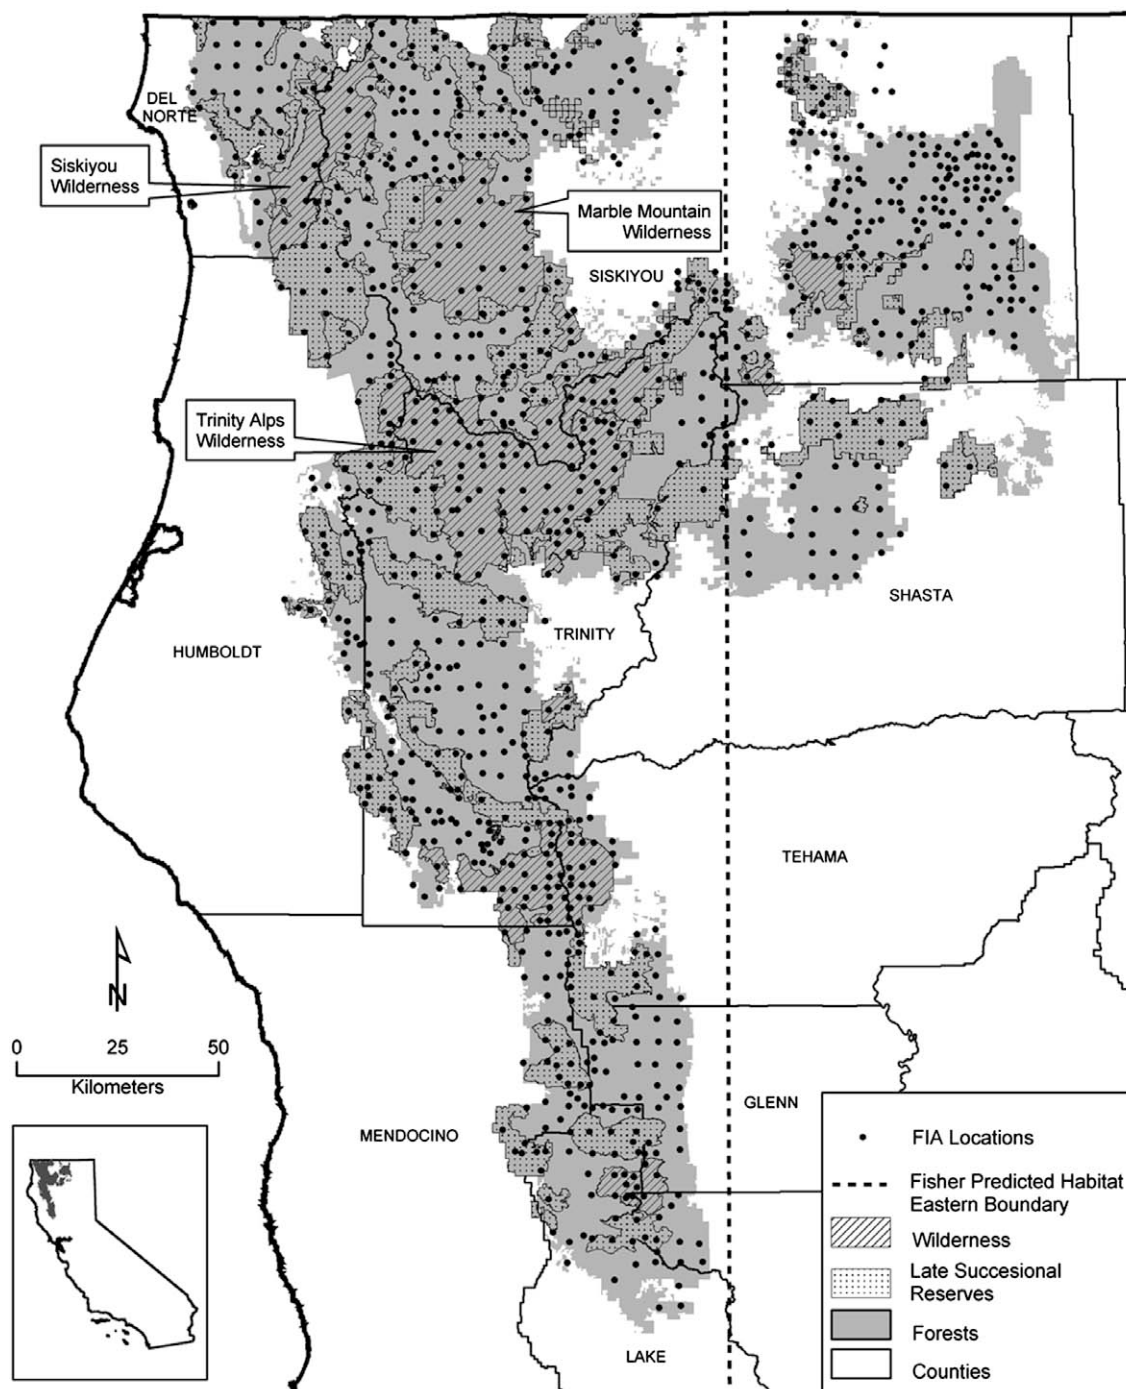 DEL
NORTE
Siskiyou
Wilderness
Marble Mountain
Wilderness
SISKIYOU
Trinity Alps
Wilderness
SHASTA
TRINITY
HUMBOLDT
TEHAMA
N
0 25 50
Kilometers
GLENN
MENDOCINO
LAKE
FIA Locations
Fisher Predicted Habitat
Eastern Boundary
Wilderness
Late Succesional
Reserves
Forests
Counties